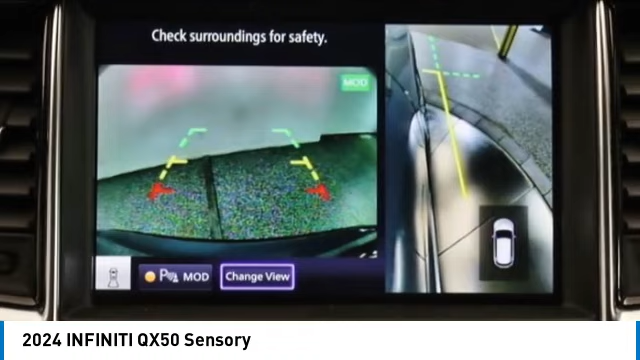 Check surroundings for safety.
MOD
MOD
Change View
2024 INFINITI QX50 Sensory